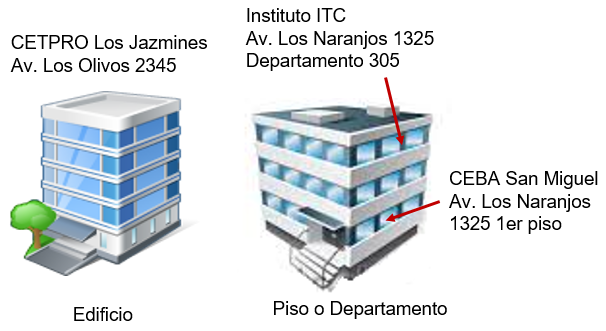 CETPRO Los Jazmines
Av. Los Olivos 2345
Instituto ITC
Av. Los Naranjos 1325
Departamento 305
CEBA San Miguel
Av. Los Naranjos
1325 1er piso
Edificio
Piso o Departamento